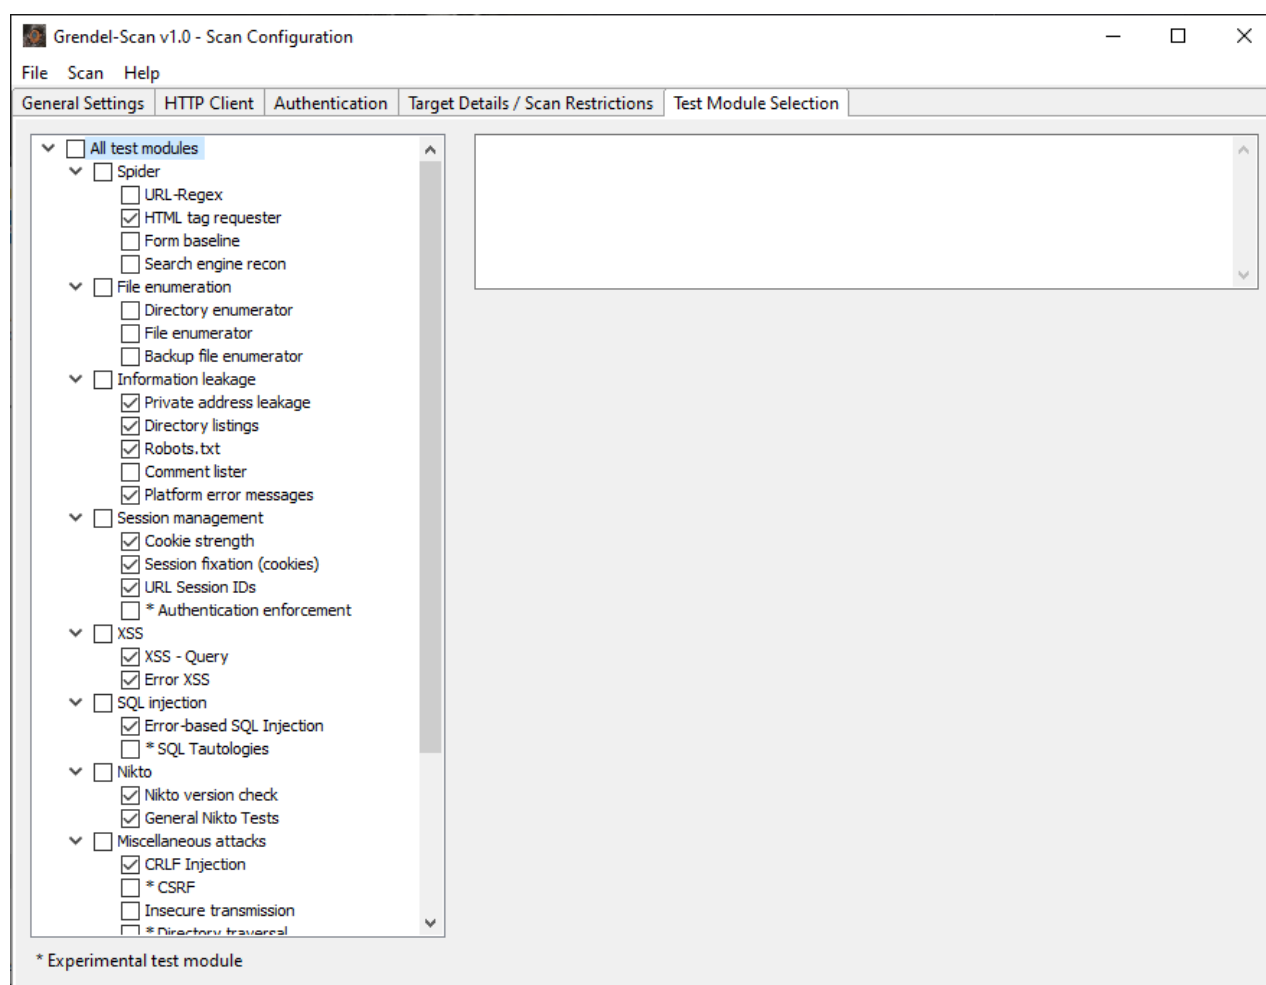 Grendel-Scan v1.0 - Scan Configuration
File Scan Help
General Settings HTTP Client Authentication Target Details / Scan Restrictions Test Module Selection
All test modules
Spider
URL-Regex
HTML tag requester
Form baseline
Search engine recon
File enumeration
Directory enumerator
File enumerator
Backup file enumerator
Information leakage
Private address leakage
Directory listings
Robots.txt
Comment lister
Platform error messages
Session management
Cookie strength
Session fixation (cookies)
URL Session IDs
* Authentication enforcement
XSS
XSS - Query
Error XSS
SQL injection
Error-based SQL Injection
* SQL Tautologies
Nikto
Nikto version check
General Nikto Tests
Miscellaneous attacks
CRLF Injection
* CSRF
Insecure transmission
* Directory traversal
* Experimental test module